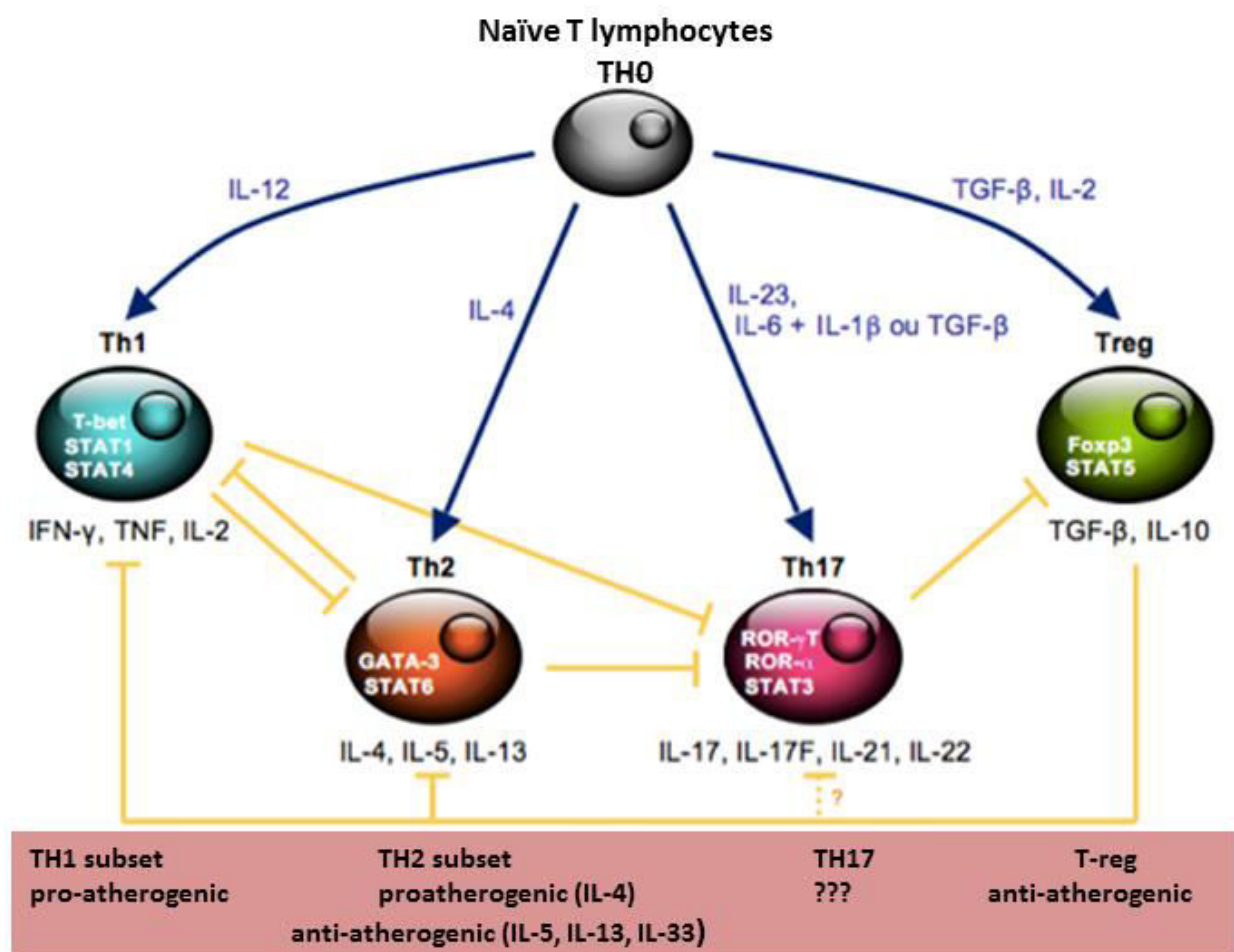 Naïve T lymphocytes
TH0
IL-12
TGF-β, IL-2
IL-4
IL-23,
IL-6 + IL-1β ou TGF-β
Th1
Treg
T-bet
STAT1
STAT4
Foxp3
STAT5
IFN-γ, TNF, IL-2
TGF-β, IL-10
Th2
Th17
GATA-3
STAT6
ROR-γT
ROR-α
STAT3
IL-4, IL-5, IL-13
IL-17, IL-17F, IL-21, IL-22
?
TH1 subset
pro-atherogenic
TH2 subset
proatherogenic (IL-4)
anti-atherogenic (IL-5, IL-13, IL-33)
TH17
???
T-reg
anti-atherogenic